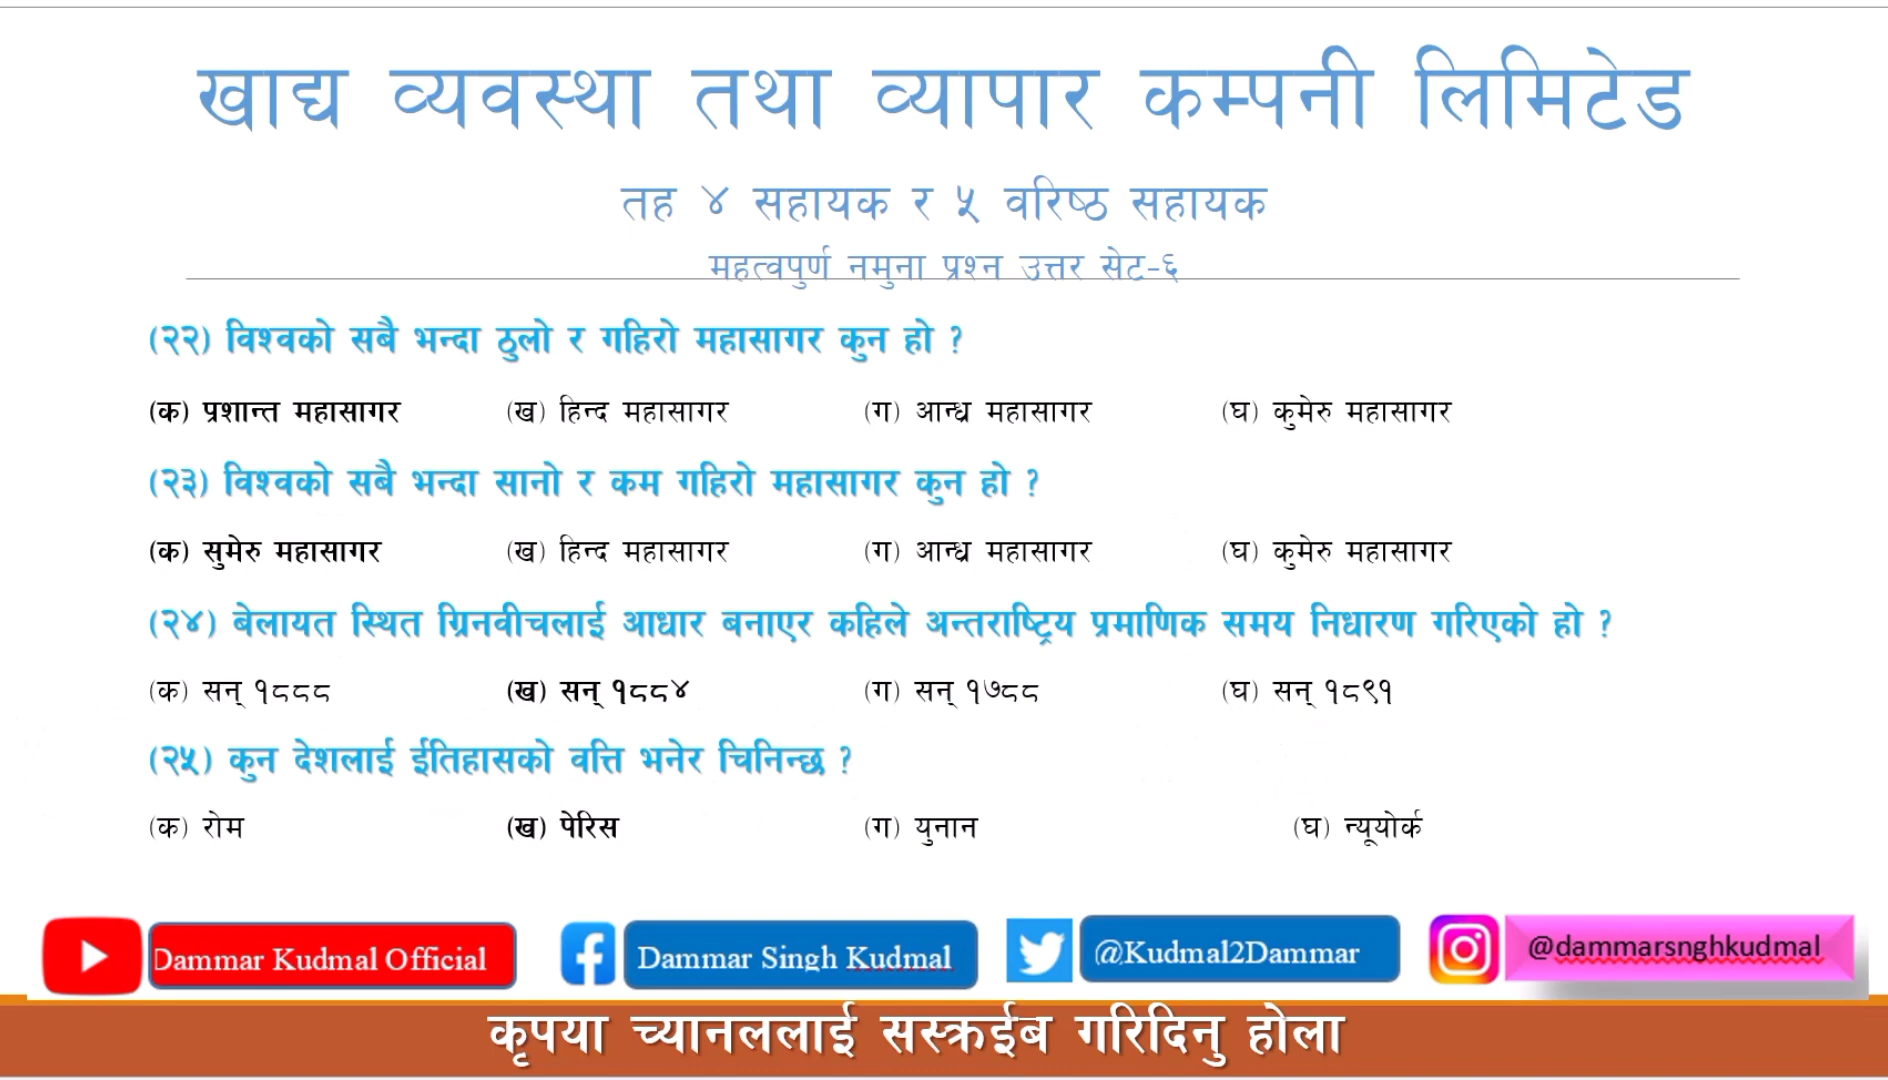 खाद्य व्यवस्था तथा व्यापार कम्पनी लिमिटेड
तह ४ सहायक र ५ वरिष्ठ सहायक
महत्वपुर्ण नमुना प्रश्न उत्तर सेट-६
(२२) विश्वको सबै भन्दा ठुलो र गहिरो महासागर कुन हो ?
(क) प्रशान्त महासागर (ख) हिन्द महासागर (ग) आन्ध्र महासागर (घ) कुमेरु महासागर
(२३) विश्वको सबै भन्दा सानो र कम गहिरो महासागर कुन हो ?
(क) सुमेरु महासागर (ख) हिन्द महासागर (ग) आन्ध्र महासागर (घ) कुमेरु महासागर
(२४) बेलायत स्थित ग्रिनवीचलाई आधार बनाएर कहिले अन्तराष्ट्रिय प्रमाणिक समय निधारण गरिएको हो ?
(क) सन् १८८८ (ख) सन् १८८४ (ग) सन् १७८८ (घ) सन् १८९१
(२५) कुन देशलाई ईतिहासको वत्ति भनेर चिनिन्छ ?
(क) रोम (ख) पेरिस (ग) युनान (घ) न्यूयोर्क
Dammar Kudmal Official Dammar Singh Kudmal @Kudmal2Dammar @dammarsnghkudmal
कृपया च्यानललाई सस्क्रईब गरिदिनु होला